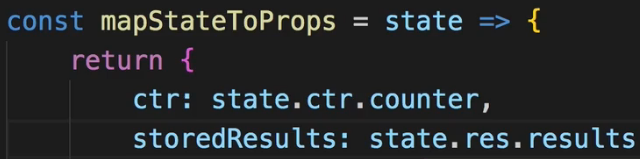 const mapStateToProps = state => {
return {
ctr: state.ctr.counter,
storedResults: state.res.results